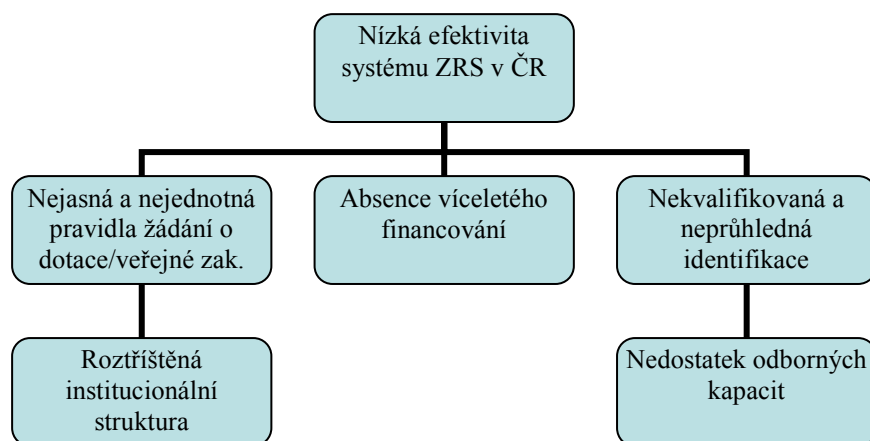 Nízká efektivita
systému ZRS v ČR
Nejasná a nejednotná
pravidla žádání o
dotace/veřejné zak.
Absence víceletého
financování
Nekvalifikovaná a
neprůhledná
identifikace
Roztříštěná
institucionální
struktura
Nedostatek odborných
kapacit